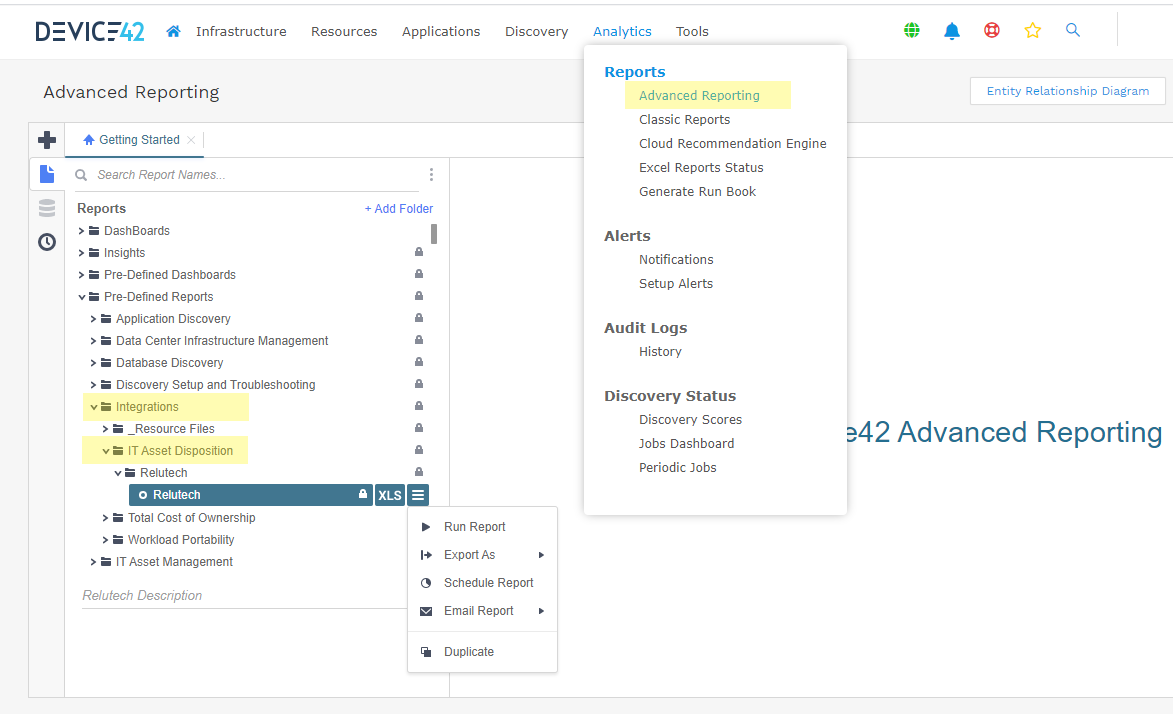 DEVICE42 Infrastructure Resources Applications Discovery Analytics Tools
Advanced Reporting
Entity Relationship Diagram
Getting Started
Search Report Names...
Reports
+ Add Folder
DashBoards
Insights
Pre-Defined Dashboards
Pre-Defined Reports
Application Discovery
Data Center Infrastructure Management
Database Discovery
Discovery Setup and Troubleshooting
Integrations
_Resource Files
IT Asset Disposition
Relutech
Relutech XLS
Total Cost of Ownership
Workload Portability
IT Asset Management
Relutech Description
Run Report
Export As
Schedule Report
Email Report
Duplicate
Reports
Advanced Reporting
Classic Reports
Cloud Recommendation Engine
Excel Reports Status
Generate Run Book
Alerts
Notifications
Setup Alerts
Audit Logs
History
Discovery Status
Discovery Scores
Jobs Dashboard
Periodic Jobs
e42 Advanced Reporting